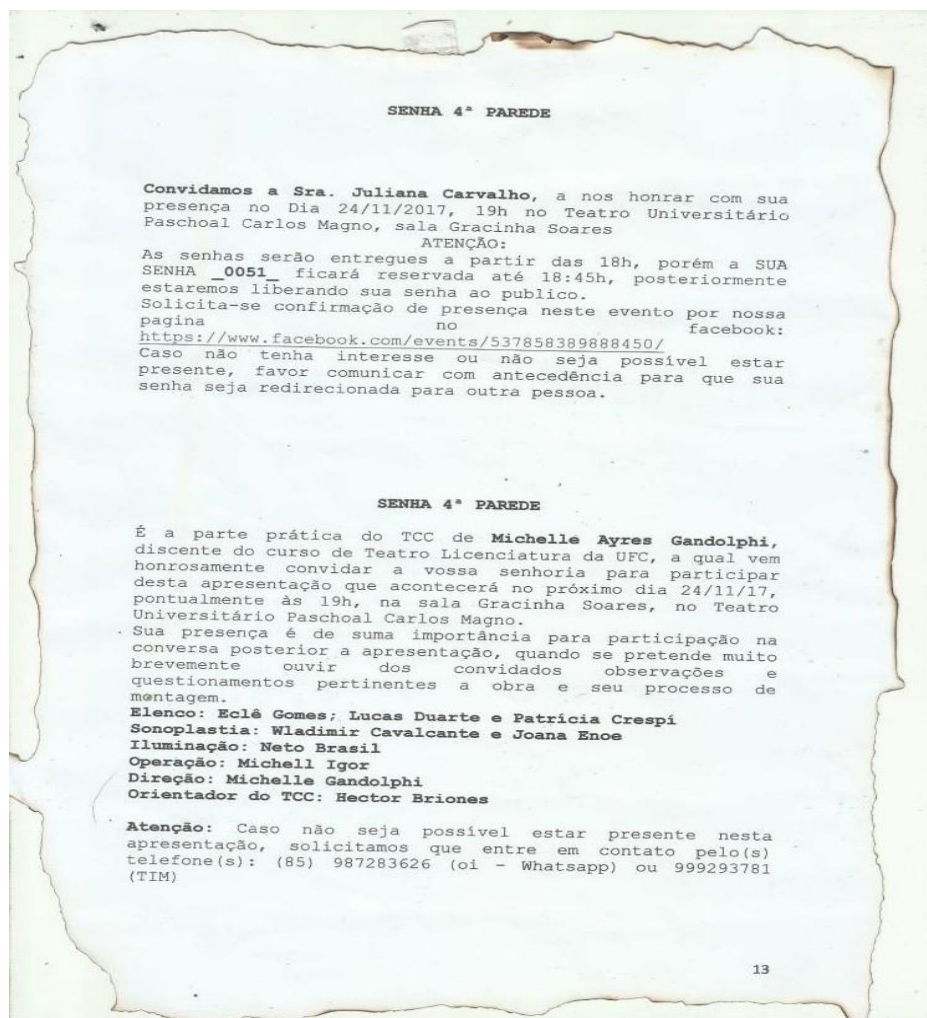 SENHA 4ª PAREDE
Convidamos a Sra. Juliana Carvalho, a nos honrar com sua
presença no Dia 24/11/2017, 19h no Teatro Universitário
Paschoal Carlos Magno, sala Gracinha Soares
ATENÇÃO:
As senhas serão entregues a partir das 18h, porém a SUA
SENHA _0051_ ficará reservada até 18:45h, posteriormente
estaremos liberando sua senha ao publico.
Solicita-se confirmação de presença neste evento por nossa
pagina no facebook:
https://www.facebook.com/events/537858389888450/
Caso não tenha interesse ou não seja possível estar
presente, favor comunicar com antecedência para que sua
senha seja redirecionada para outra pessoa.
SENHA 4ª PAREDE
É a parte prática do TCC de Michelle Ayres Gandolphi,
discente do curso de Teatro Licenciatura da UFC, a qual vem
honrosamente convidar a vossa senhoria para participar
desta apresentação que acontecerá no próximo dia 24/11/17,
pontualmente às 19h, na sala Gracinha Soares, no Teatro
Universitário Paschoal Carlos Magno.
Sua presença é de suma importância para participação na
conversa posterior a apresentação, quando se pretende muito
brevemente ouvir dos convidados observações e
questionamentos pertinentes a obra e seu processo de
montagem.
Elenco: Eclê Gomes; Lucas Duarte e Patrícia Crespí
Sonoplastia: Wladimir Cavalcante e Joana Enoe
Iluminação: Neto Brasil
Operação: Michell Igor
Direção: Michelle Gandolphi
Orientador do TCC: Hector Briones
Atenção: Caso não seja possível estar presente nesta
apresentação, solicitamos que entre em contato pelo(s)
telefone(s): (85) 987283626 (oi - Whatsapp) ou 999293781
(TIM)
13